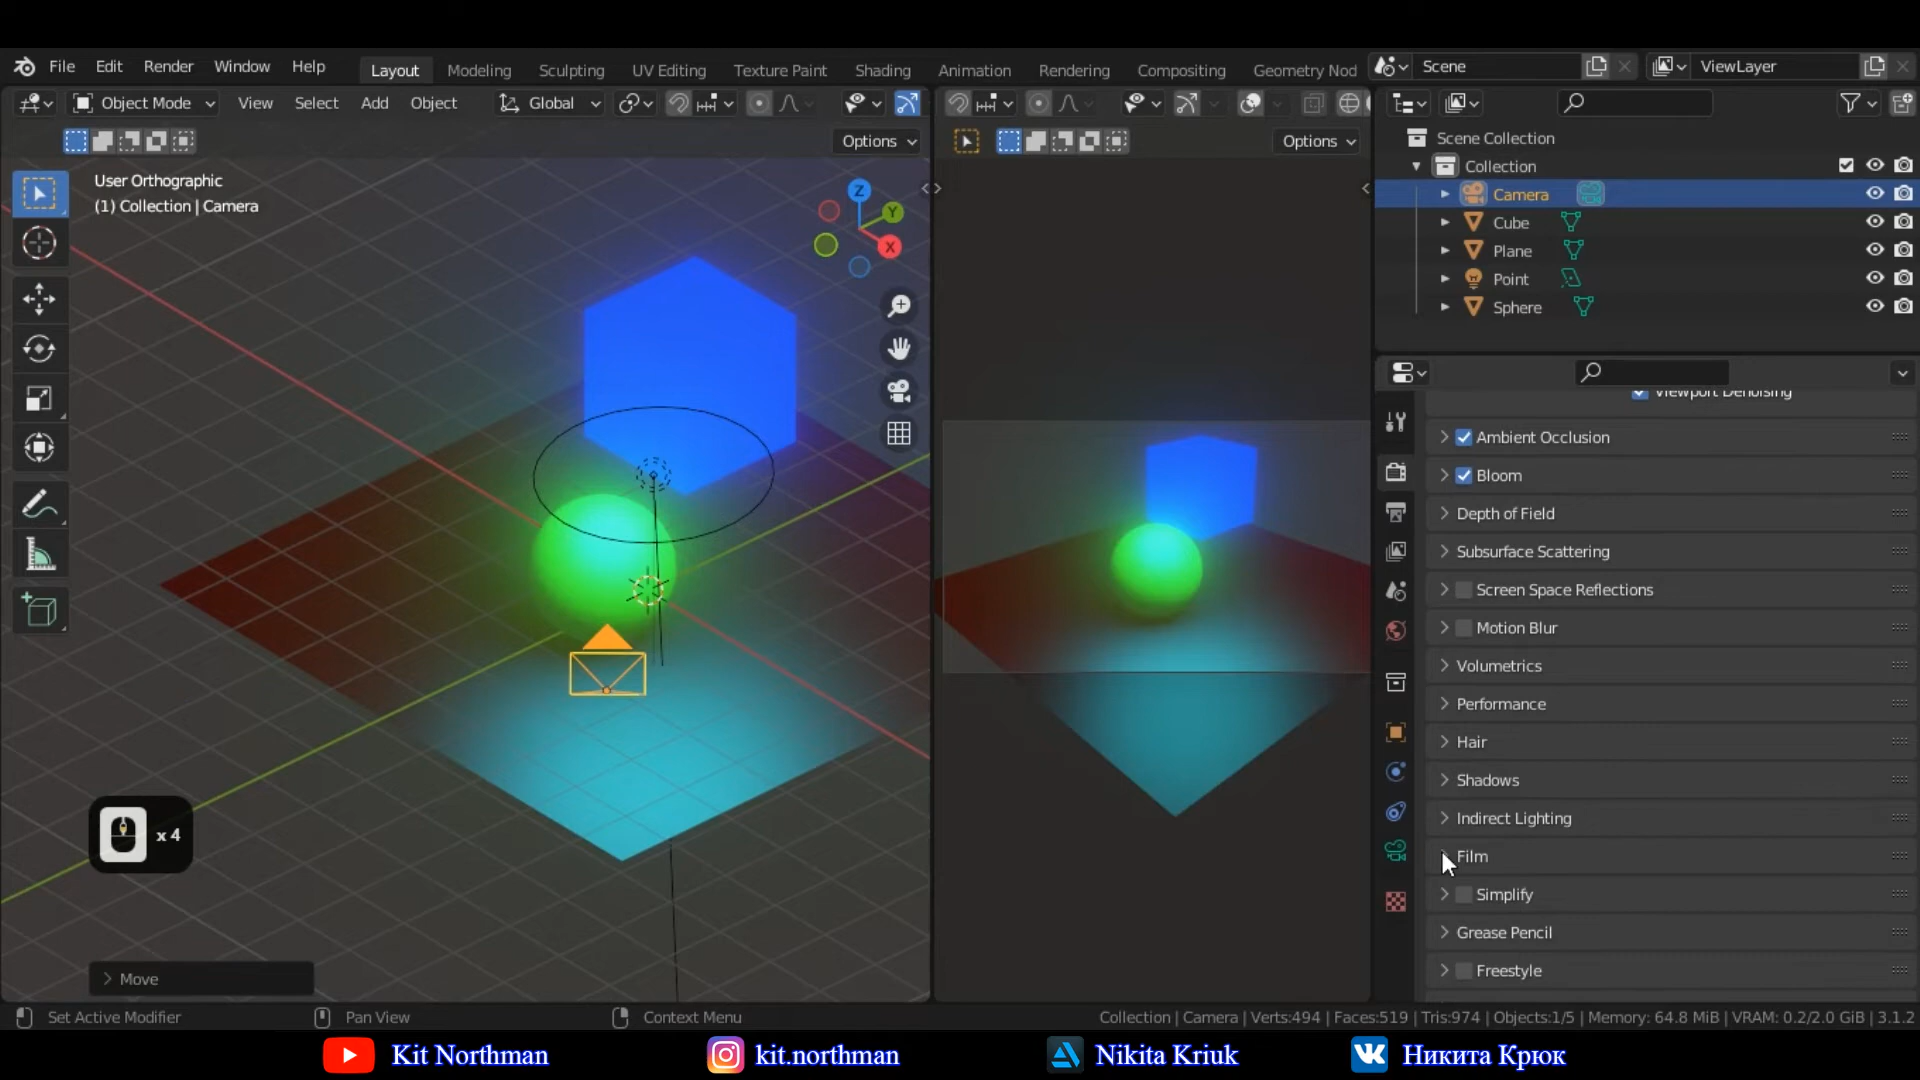 File Edit Render Window Help Layout Modeling Sculpting UV Editing Texture Paint Shading Animation Rendering Compositing Geometry Nod Scene ViewLayer
Object Mode View Select Add Object Global
Options Options
User Orthographic
(1) Collection | Camera
Z
Y
X
Scene Collection
Collection
Camera
Cube
Plane
Point
Sphere
Viewport Denoising
Ambient Occlusion
Bloom
Depth of Field
Subsurface Scattering
Screen Space Reflections
Motion Blur
Volumetrics
Performance
Hair
Shadows
Indirect Lighting
Film
Simplify
Grease Pencil
Freestyle
x 4
Move
Set Active Modifier Pan View Context Menu Collection | Camera | Verts:494 | Faces:519 | Tris:974 | Objects:1/5 | Memory: 64.8 MiB | VRAM: 0.2/2.0 GiB | 3.1.2
Kit Northman kit.northman Nikita Kriuk Никита Крюк